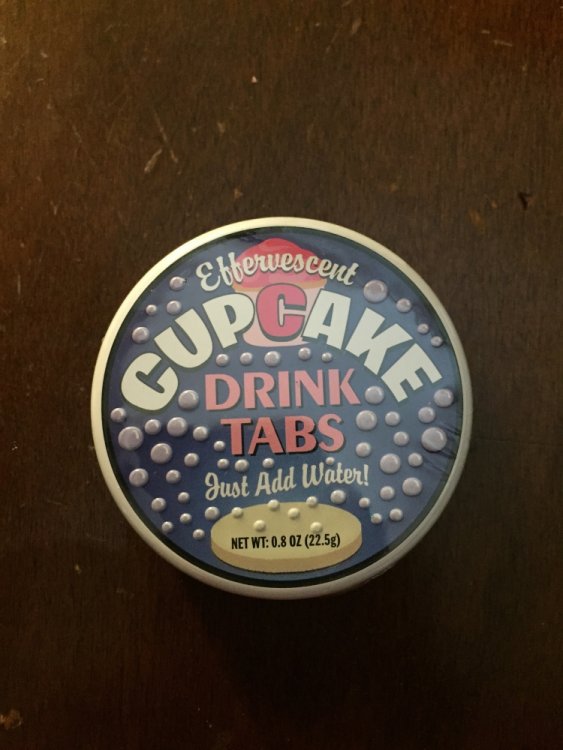 Effervescent
CUPCAKE
DRINK
TABS
Just Add Water!
NET WT: 0.8 OZ (22.5g)